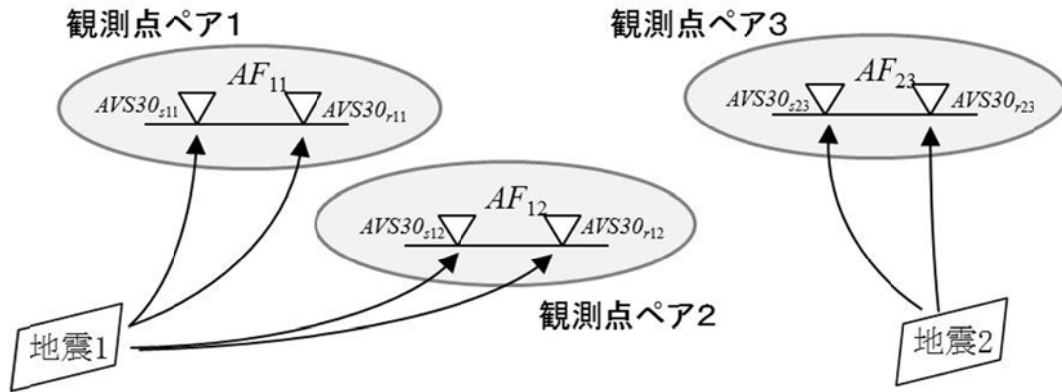 観測点ペア1
AF11
AVS30s11
AVS30r11
観測点ペア3
AF23
AVS30s23
AVS30r23
AF12
AVS30s12
AVS30r12
観測点ペア2
地震1
地震2